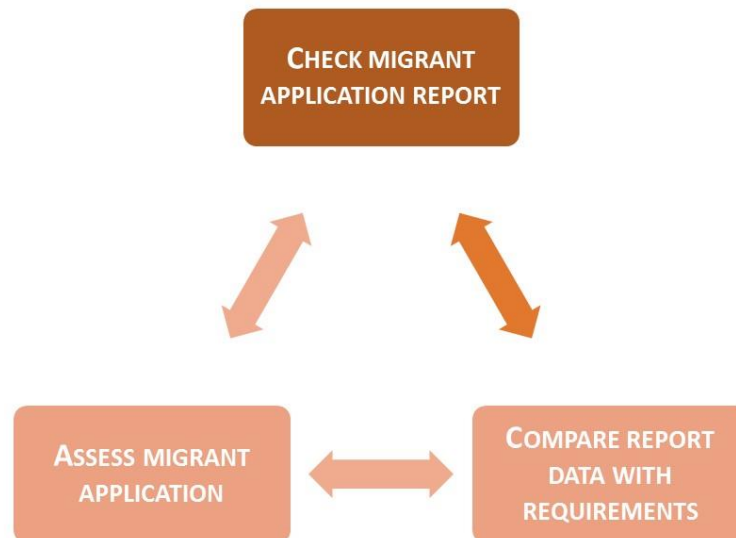 CHECK MIGRANT
APPLICATION REPORT
ASSESS MIGRANT
APPLICATION
COMPARE REPORT
DATA WITH
REQUIREMENTS